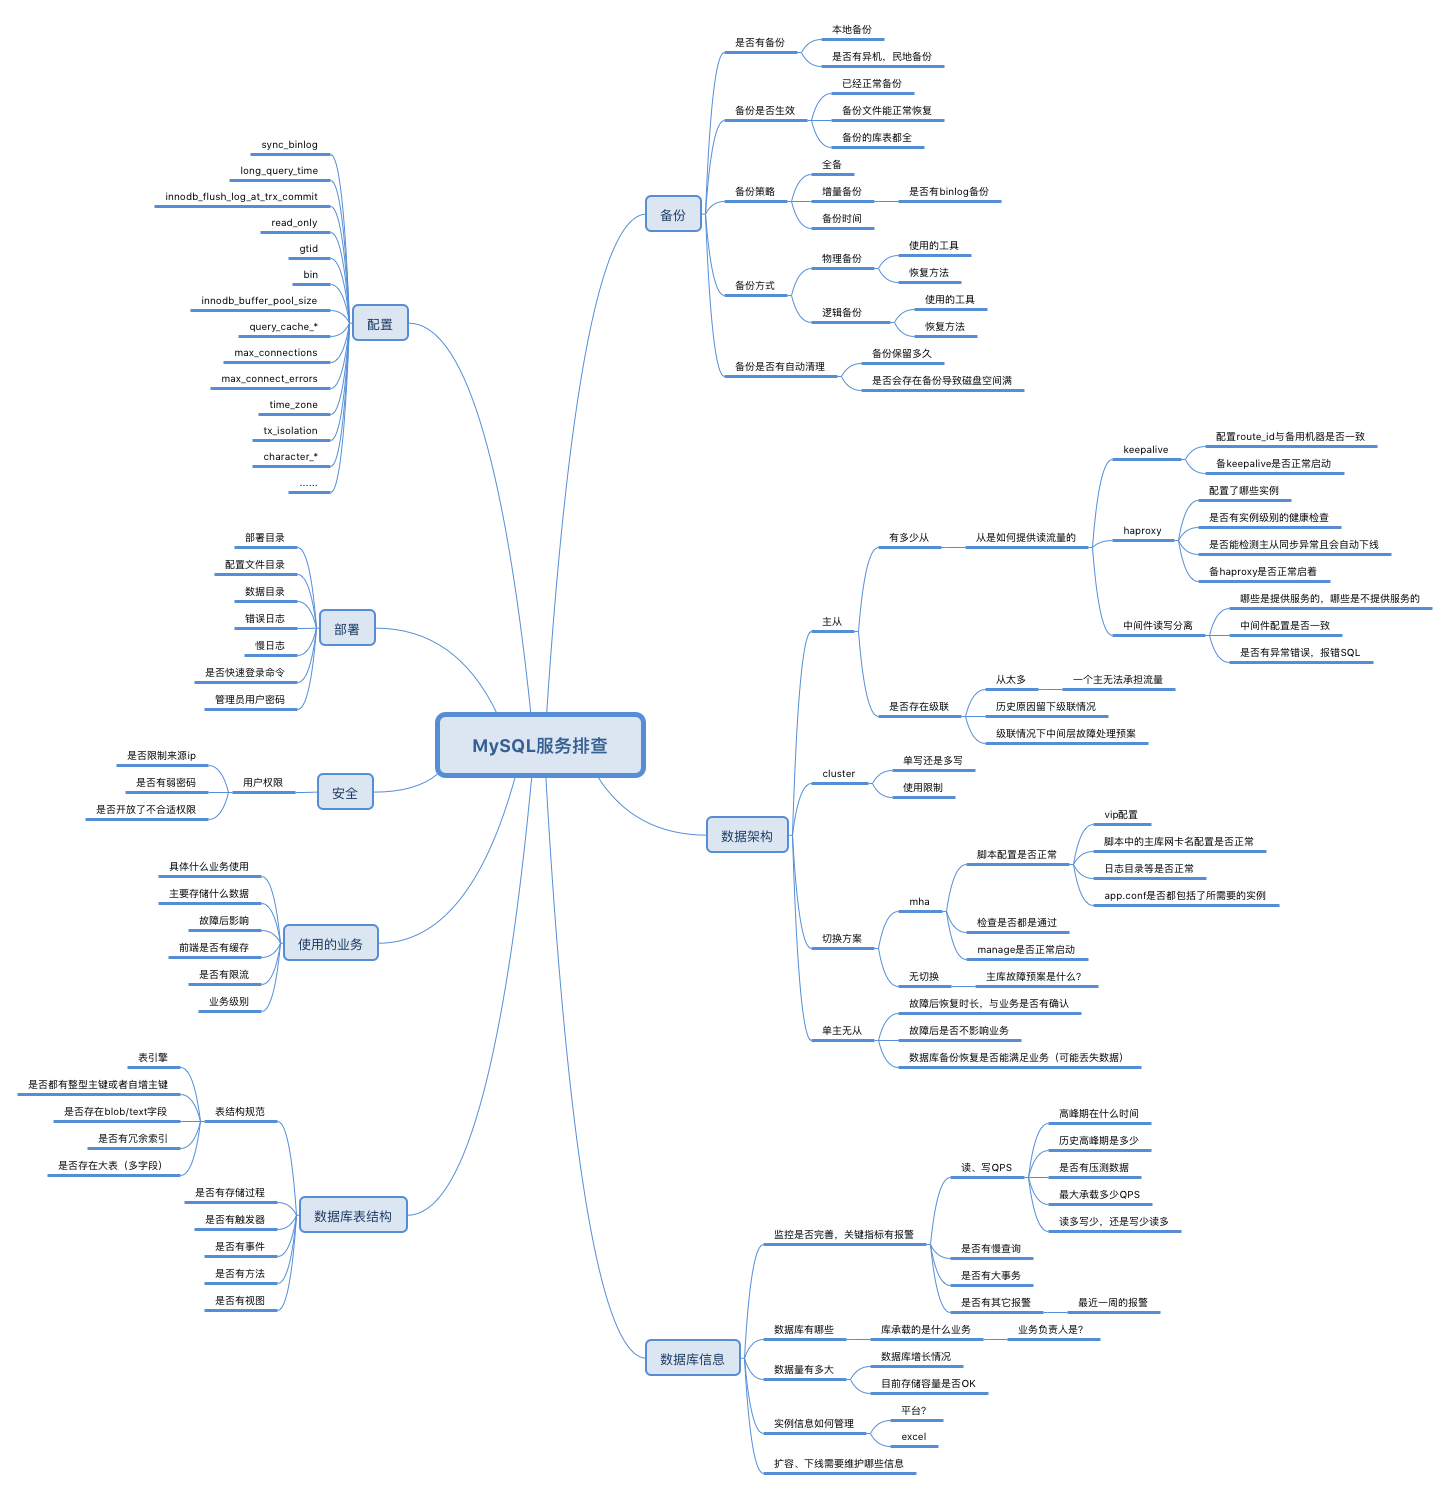 MySQL服务排查
备份
是否有备份
本地备份
是否有异机，民地备份
备份是否生效
已经正常备份
备份文件能正常恢复
备份的库表都全
备份策略
全备
增量备份
是否有binlog备份
备份时间
备份方式
物理备份
使用的工具
恢复方法
逻辑备份
使用的工具
恢复方法
备份是否有自动清理
备份保留多久
是否会存在备份导致磁盘空间满
数据架构
主从
有多少从
从是如何提供读流量的
keepalive
配置route_id与备用机器是否一致
备keepalive是否正常启动
haproxy
配置了哪些实例
是否有实例级别的健康检查
是否能检测主从同步异常且会自动下线
备haproxy是否正常启着
中间件读写分离
哪些是提供服务的，哪些是不提供服务的
中间件配置是否一致
是否有异常错误，报错SQL
是否存在级联
从太多
一个主无法承担流量
历史原因留下级联情况
级联情况下中间层故障处理预案
cluster
单写还是多写
使用限制
切换方案
mha
脚本配置是否正常
vip配置
脚本中的主库网卡名配置是否正常
日志目录等是否正常
app.conf是否都包括了所需要的实例
检查是否都是通过
manage是否正常启动
无切换
主库故障预案是什么?
单主无从
故障后恢复时长，与业务是否有确认
故障后是否不影响业务
数据库备份恢复是否能满足业务（可能丢失数据）
数据库信息
监控是否完善，关键指标有报警
读、写QPS
高峰期在什么时间
历史高峰期是多少
是否有压测数据
最大承载多少QPS
读多写少，还是写少读多
是否有慢查询
是否有大事务
是否有其它报警
最近一周的报警
数据库有哪些
库承载的是什么业务
业务负责人是?
数据量有多大
数据库增长情况
目前存储容量是否OK
实例信息如何管理
平台?
excel
扩容、下线需要维护哪些信息
配置
sync_binlog
long_query_time
innodb_flush_log_at_trx_commit
read_only
gtid
bin
innodb_buffer_pool_size
query_cache_*
max_connections
max_connect_errors
time_zone
tx_isolation
character_*
……
部署
部署目录
配置文件目录
数据目录
错误日志
慢日志
是否快速登录命令
管理员用户密码
安全
用户权限
是否限制来源ip
是否有弱密码
是否开放了不合适权限
使用的业务
具体什么业务使用
主要存储什么数据
故障后影响
前端是否有缓存
是否有限流
业务级别
数据库表结构
表结构规范
表引擎
是否都有整型主键或者自增主键
是否存在blob/text字段
是否有冗余索引
是否存在大表（多字段）
是否有存储过程
是否有触发器
是否有事件
是否有方法
是否有视图